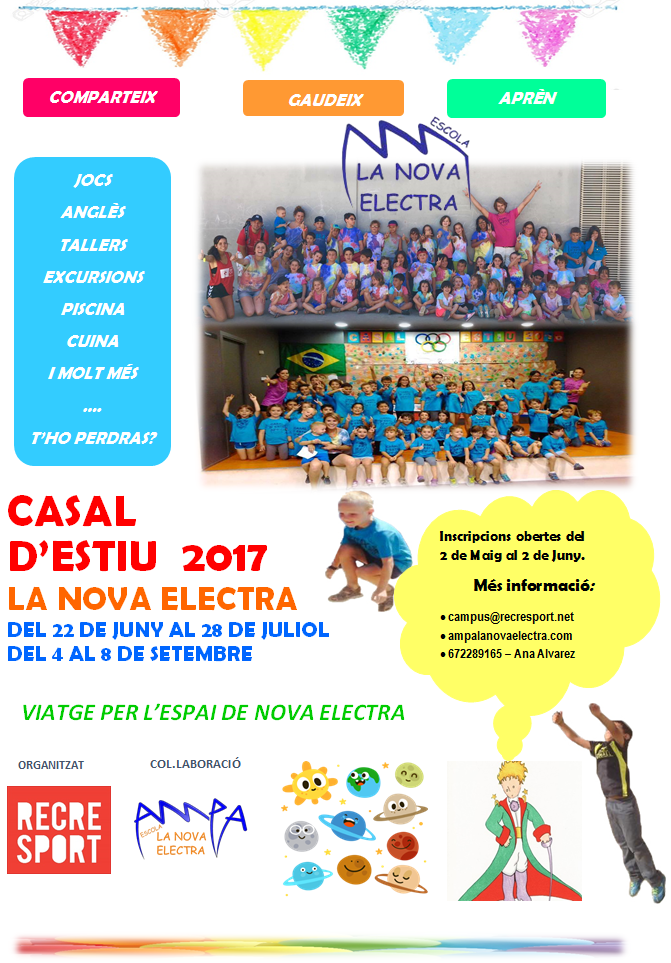 COMPARTEIX
GAUDEIX
APRÈN
ESCOLA
LA NOVA
ELECTRA
JOCS
ANGLÈS
TALLERS
EXCURSIONS
PISCINA
CUINA
I MOLT MÉS
....
T'HO PERDRAS?
CASAL
D'ESTIU 2017
LA NOVA ELECTRA
DEL 22 DE JUNY AL 28 DE JULIOL
DEL 4 AL 8 DE SETEMBRE
Inscripcions obertes del
2 de Maig al 2 de Juny.
Més informació:
• campus@recresport.net
• ampalanovaelectra.com
• 672289165 – Ana Alvarez
VIATGE PER L'ESPAI DE NOVA ELECTRA
ORGANITZAT
COL.LABORACIÓ
RECRE
SPORT
AMPA
ESCOLA
LA NOVA
ELECTRA